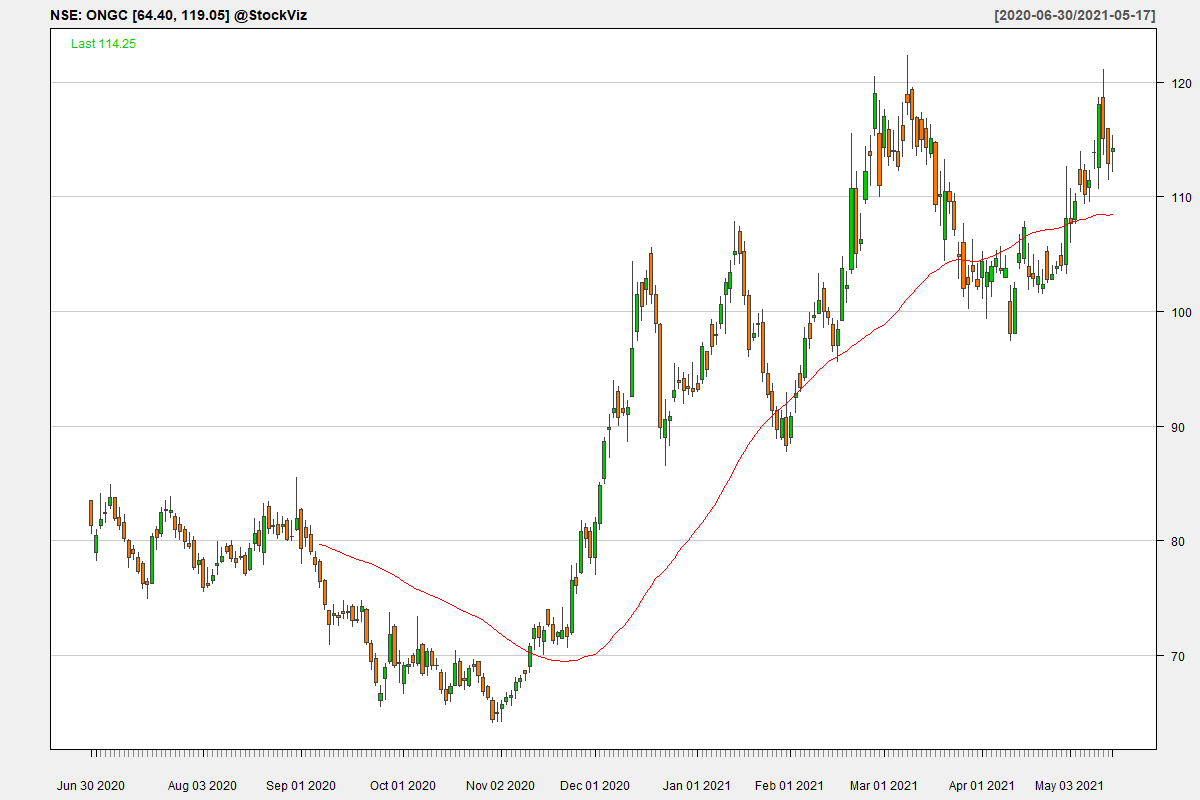 NSE: ONGC [64.40, 119.05] @StockViz [2020-06-30/2021-05-17]
Last 114.25
120
110
100
90
80
70
Jun 30 2020 Aug 03 2020 Sep 01 2020 Oct 01 2020 Nov 02 2020 Dec 01 2020 Jan 01 2021 Feb 01 2021 Mar 01 2021 Apr 01 2021 May 03 2021